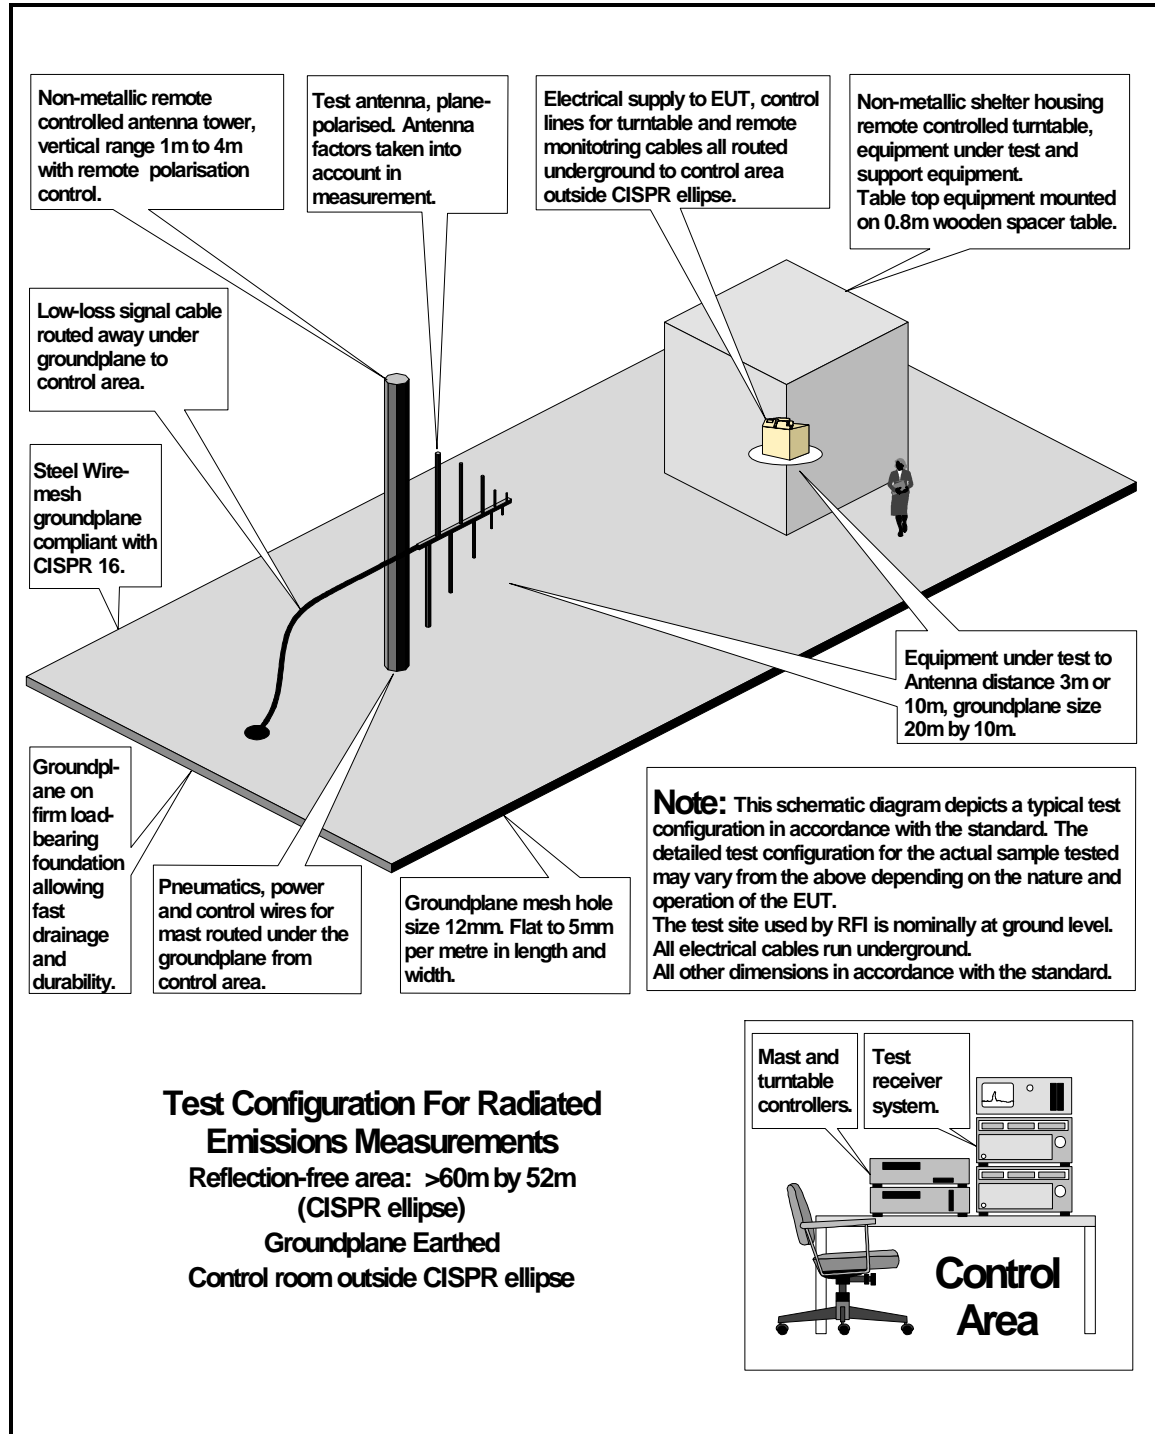 Non-metallic remote
controlled antenna tower,
vertical range 1m to 4m
with remote polarisation
control.
Test antenna, plane-
polarised. Antenna
factors taken into
account in
measurement.
Electrical supply to EUT, control
lines for turntable and remote
monitotring cables all routed
underground to control area
outside CISPR ellipse.
Non-metallic shelter housing
remote controlled turntable,
equipment under test and
support equipment.
Table top equipment mounted
on 0.8m wooden spacer table.
Low-loss signal cable
routed away under
groundplane to
control area.
Steel Wire-
mesh
groundplane
compliant with
CISPR 16.
Equipment under test to
Antenna distance 3m or
10m, groundplane size
20m by 10m.
Groundpl-
ane on
firm load-
bearing
foundation
allowing
fast
drainage
and
durability.
Pneumatics, power
and control wires for
mast routed under the
groundplane from
control area.
Groundplane mesh hole
size 12mm. Flat to 5mm
per metre in length and
width.
Note: This schematic diagram depicts a typical test
configuration in accordance with the standard. The
detailed test configuration for the actual sample tested
may vary from the above depending on the nature and
operation of the EUT.
The test site used by RFI is nominally at ground level.
All electrical cables run underground.
All other dimensions in accordance with the standard.
Test Configuration For Radiated
Emissions Measurements
Reflection-free area: >60m by 52m
(CISPR ellipse)
Groundplane Earthed
Control room outside CISPR ellipse
Mast and
turntable
controllers.
Test
receiver
system.
Control
Area